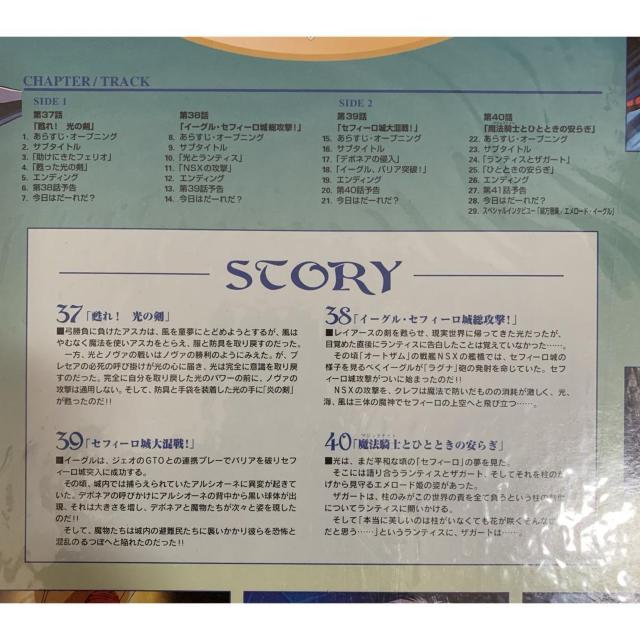 CHAPTER / TRACK
SIDE 1
第37話
「甦れ! 光の剣」
1. あらすじ・オープニング
2. サブタイトル
3. 「助けにきたフェリオ」
4. 「甦った光の剣」
5. エンディング
6. 第38話予告
7. 今日はだーれだ?
第38話
「イーグル・セフィーロ城総攻撃!」
8. あらすじ・オープニング
9. サブタイトル
10. 「光とランティス」
11. 「NSXの攻撃」
12. エンディング
13. 第39話予告
14. 今日はだーれだ?
SIDE 2
第39話
「セフィーロ城大混戦!」
15. あらすじ・オープニング
16. サブタイトル
17. 「デボネアの侵入」
18. 「イーグル、バリア突破!」
19. エンディング
20. 第40話予告
21. 今日はだーれだ?
第40話
「魔法騎士とひとときの安らぎ」
22. あらすじ・オープニング
23. サブタイトル
24. 「ランティスとザガート」
25. 「ひとときの安らぎ」
26. エンディング
27. 第41話予告
28. 今日はだーれだ?
29. スペシャルインタビュー「緒方恵美/エメロード・イーグル」
STORY
37「甦れ! 光の剣」
■弓勝負に負けたアスカは、風を童夢にとどめようとするが、風は
やむなく魔法を使いアスカをとらえ、服と防具を取り戻すのだった。
一方、光とノヴァの戦いはノヴァの勝利のようにみえた。が、プ
レセアの必死の呼び掛けが光の心に届き、光は完全に意識を取り戻
すのだった。完全に自分を取り戻した光のパワーの前に、ノヴァの
攻撃は通用しない。そして、防具と手袋を装着した光の手に「炎の剣」
が甦ったのだ!!
38「イーグル・セフィーロ城総攻撃!」
■レイアースの剣を甦らせ、現実世界に帰ってきた光だったが、
目覚めた直後にランティスに告白したことは覚えていなかった……。
その頃「オートザム」の戦艦NSXの艦橋では、セフィーロ城の
様子を見るべくイーグルが「ラグナ」砲の発射を命じていた。セフ
ィーロ城攻撃がついに始まったのだ!!
NSXの攻撃を、クレフは魔法で防いだものの消耗が激しく、光、
海、風は三体の魔神でセフィーロの上空へと飛び立つ……。
39「セフィーロ城大混戦!」
■イーグルは、ジェオのGTOとの連携プレーでバリアを破りセフィ
ーロ城突入に成功する。
その頃、城内では捕らえられていたアルシオーネに異変が起きて
いた。デボネアの呼びかけにアルシオーネの背中から黒い球体が出
現、それは大きさを増し、デボネアと魔物たちが次々と姿を現した
のだ!!
そして、魔物たちは城内の避難民たちに襲いかかり彼らを恐怖と
混乱のるつぼへと陥れたのだった!!
40「魔法騎士とひとときの安らぎ」
マジックナイト
■光は、まだ平和な頃の「セフィーロ」の夢を見た。
そこには語り合うランティスとザガート、そしてそれを柱のた
げから見守るエメロード姫の姿があった。
ザガートは、柱のみがこの世界の責を全て負うという柱の
についてランティスに問いかける。
そして「本当に美しいのは柱がいなくても花が咲くそんな
だと思う……」というランティスに、ザガートは……。